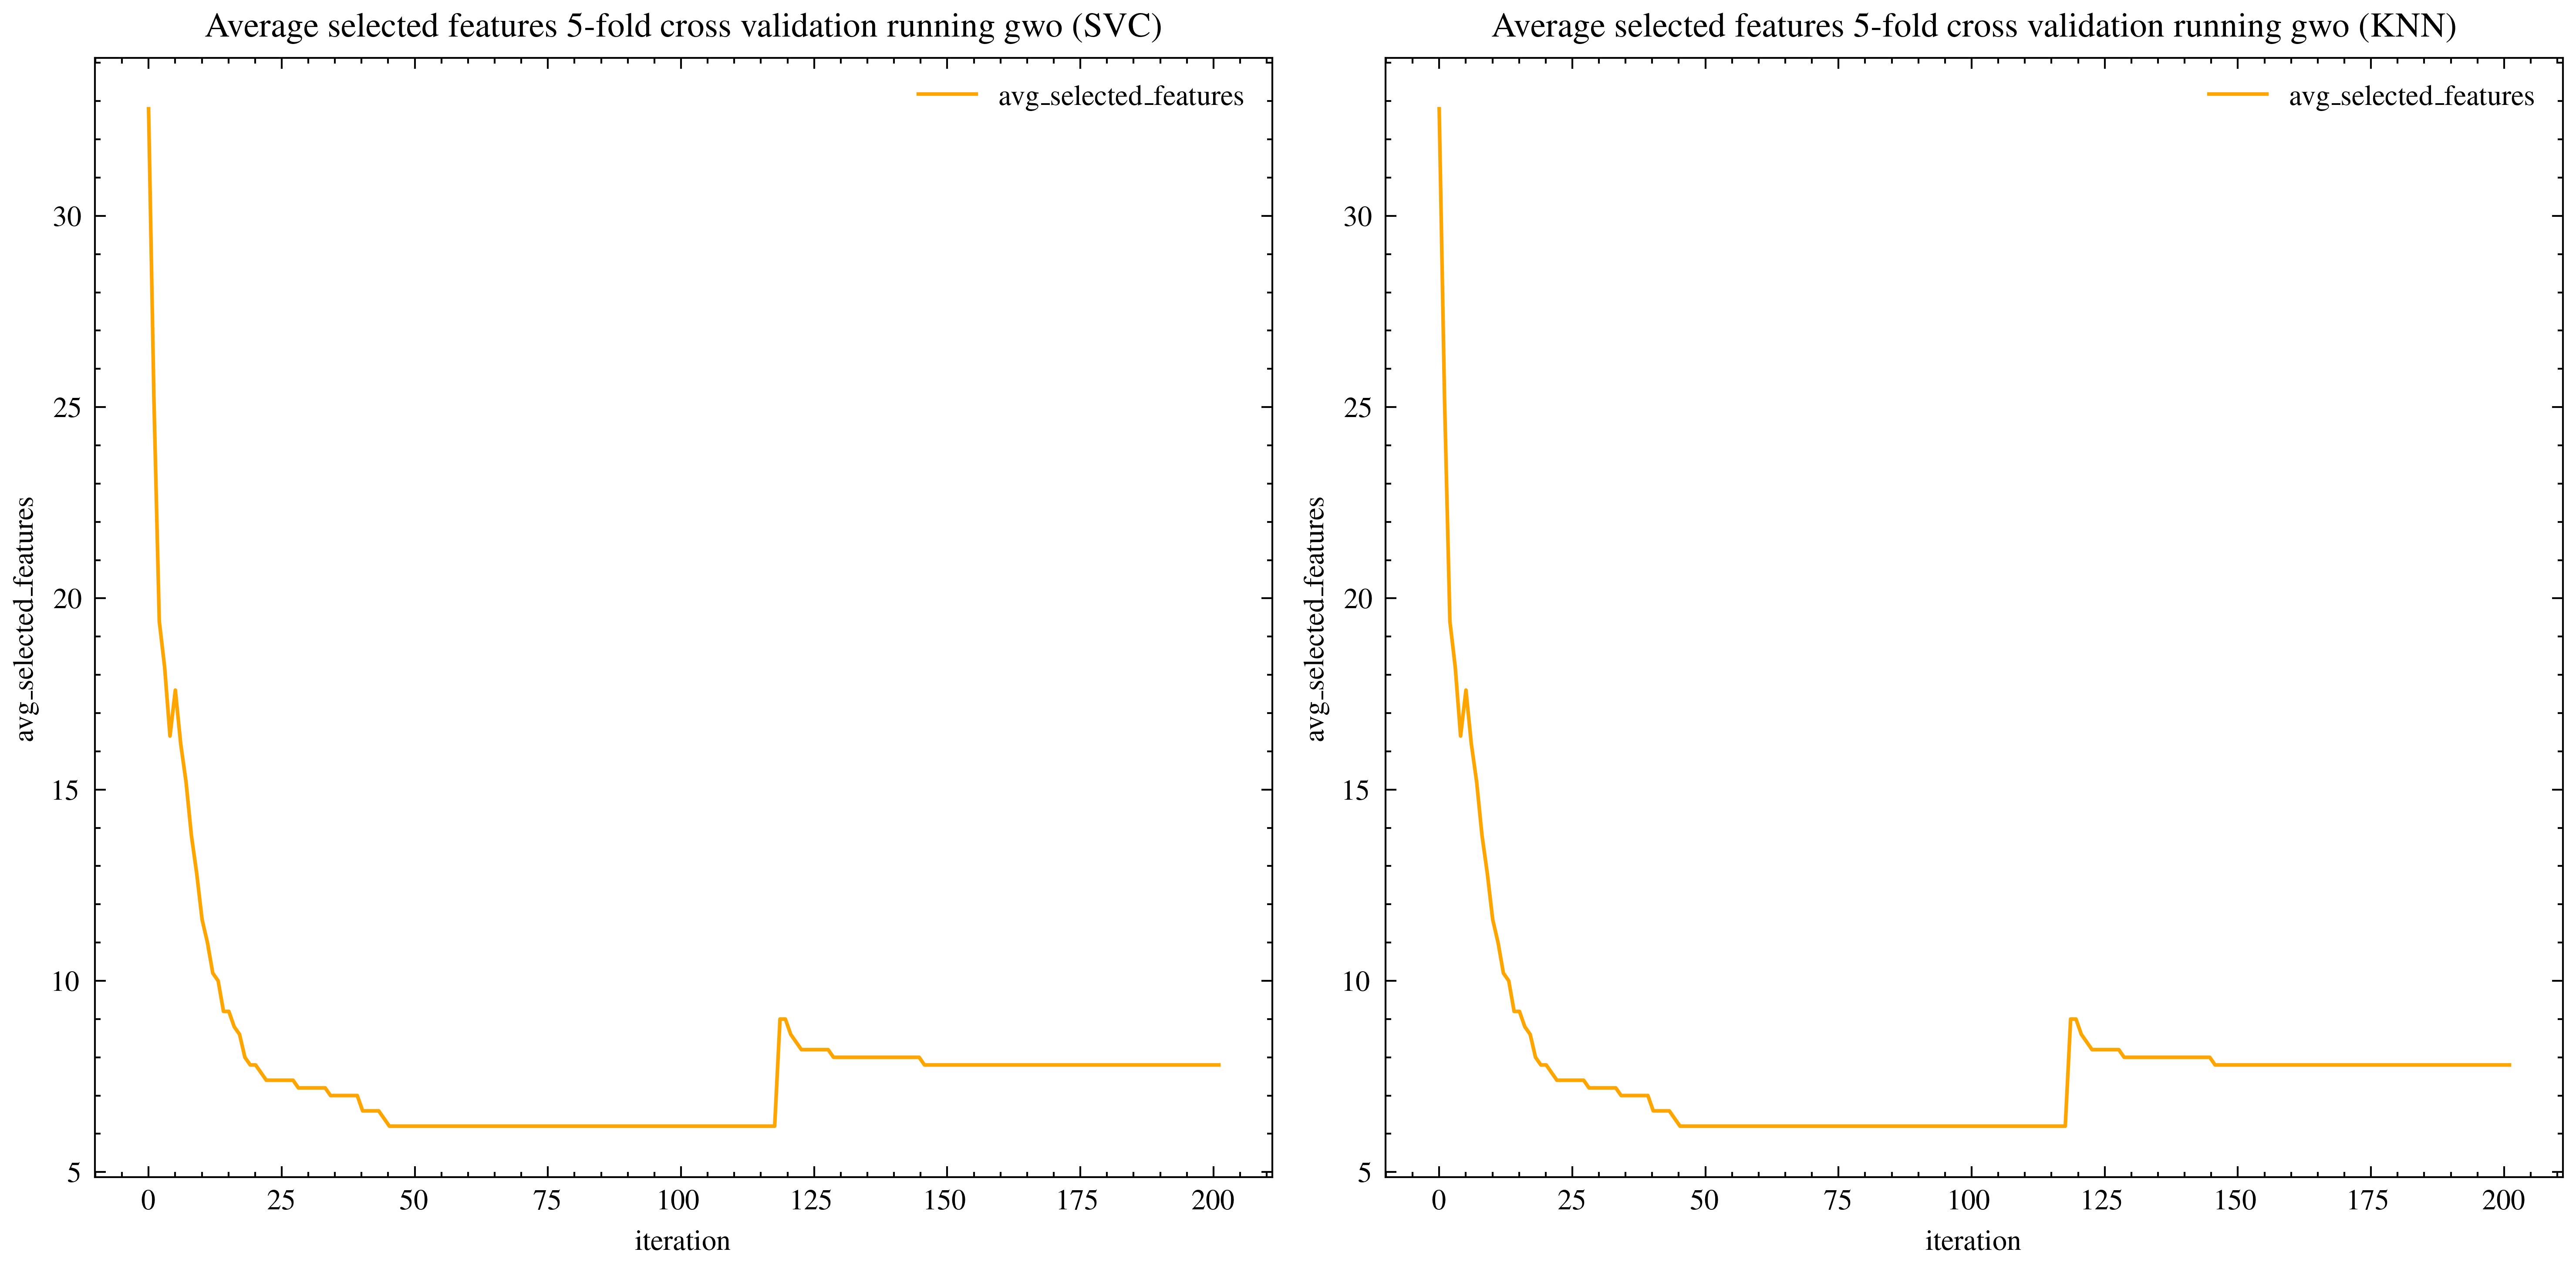 Average selected features 5-fold cross validation running gwo (SVC)
avg_selected_features
30
25
20
15
10
5
avg_selected_features
0 25 50 75 100 125 150 175 200
iteration
Average selected features 5-fold cross validation running gwo (KNN)
avg_selected_features
30
25
20
15
10
5
avg_selected_features
0 25 50 75 100 125 150 175 200
iteration